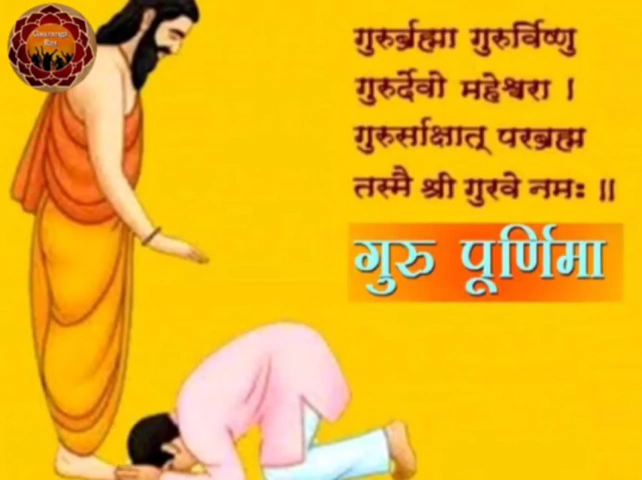 गुरुर्ब्रह्मा गुरुर्विष्णु
गुरुर्देवो महेश्वरा ।
गुरुर्साक्षात् परब्रह्म
तस्मै श्री गुरवे नमः ॥
गुरु पूर्णिमा